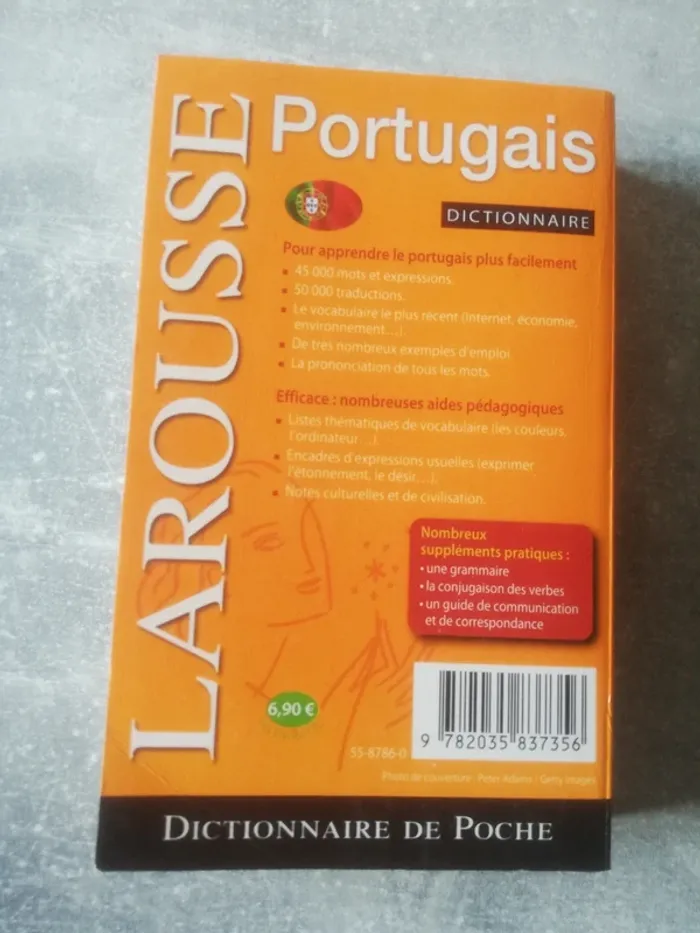 LAROUSSE
Portugais
DICTIONNAIRE
Pour apprendre le portugais plus facilement
▪ 45 000 mots et expressions.
▪ 50 000 traductions.
▪ Le vocabulaire le plus récent (Internet, économie,
environnement...).
▪ De tres nombreux exemples d'emploi.
▪ La prononciation de tous les mots.
Efficace : nombreuses aides pédagogiques
▪ Listes thématiques de vocabulaire (les couleurs,
l'ordinateur ...).
▪ Encadrés d'expressions usuelles (exprimer
l'étonnement, le désir...).
▪ Notes culturelles et de civilisation.
Nombreux
suppléments pratiques :
• une grammaire
• la conjugaison des verbes
• un guide de communication
et de correspondance
6,90 €
55-8786-0
9 782035 837356
Photo de couverture : Peter Adams / Getty Images
DICTIONNAIRE DE POCHE